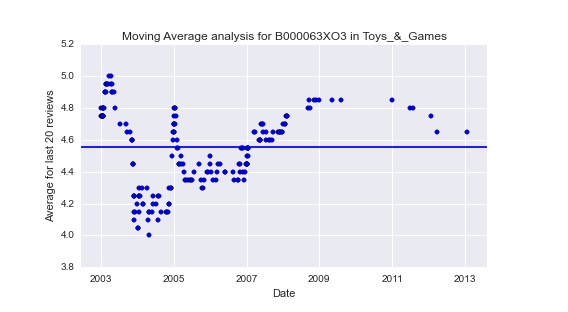 Moving Average analysis for B000063XO3 in Toys_&_Games
5.2
5.0
4.8
4.6
4.4
4.2
4.0
3.8
Average for last 20 reviews
2003 2005 2007 2009 2011 2013
Date